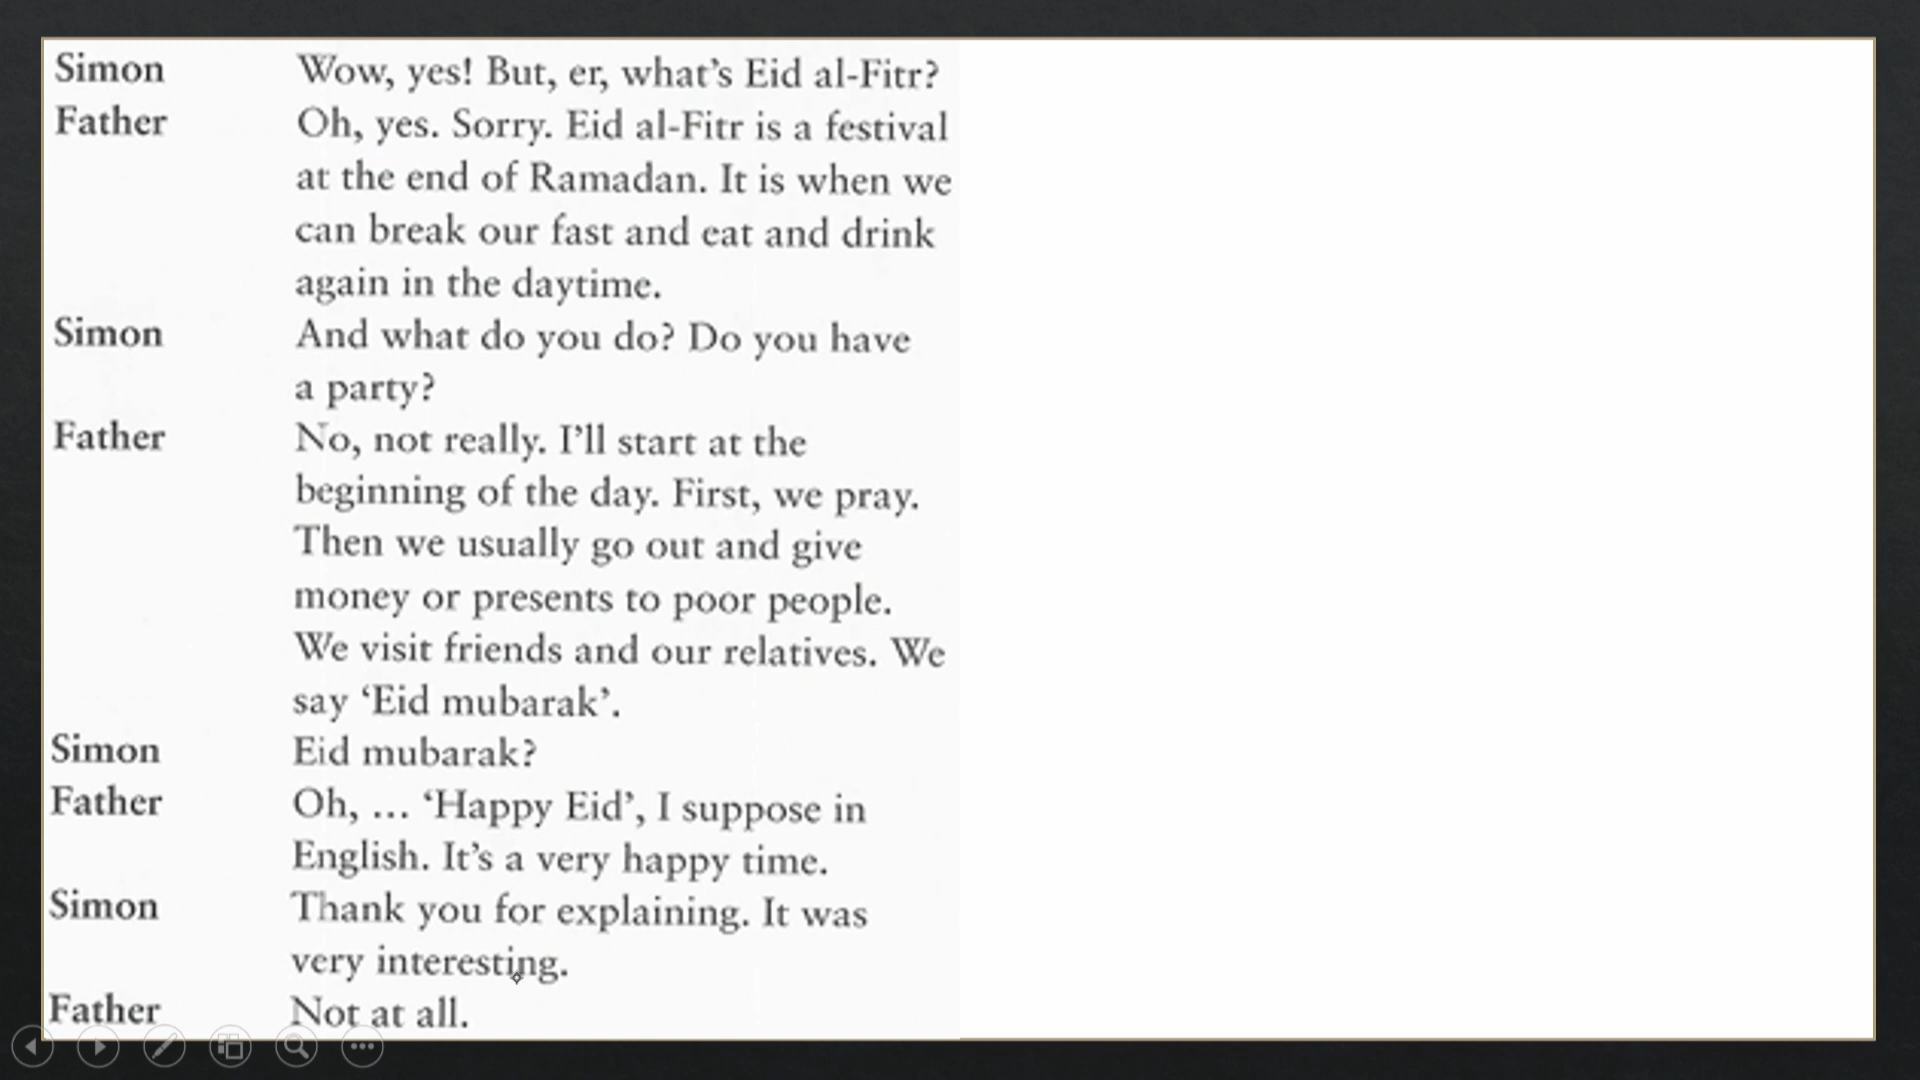 Simon Wow, yes! But, er, what's Eid al-Fitr?
Father Oh, yes. Sorry. Eid al-Fitr is a festival
at the end of Ramadan. It is when we
can break our fast and eat and drink
again in the daytime.
Simon And what do you do? Do you have
a party?
Father No, not really. I'll start at the
beginning of the day. First, we pray.
Then we usually go out and give
money or presents to poor people.
We visit friends and our relatives. We
say ‘Eid mubarak’.
Simon Eid mubarak?
Father Oh, … ‘Happy Eid’, I suppose in
English. It's a very happy time.
Simon Thank you for explaining. It was
very interesting.
Father Not at all.